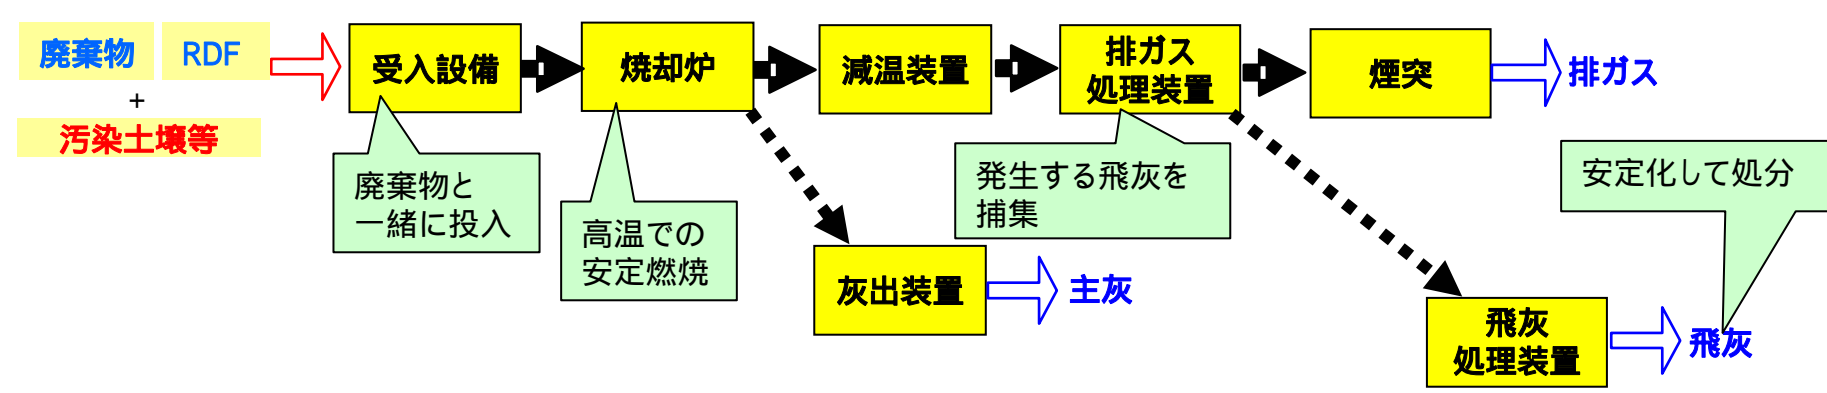 廃棄物
RDF
+
汚染土壌等
受入設備
焼却炉
減温装置
排ガス
処理装置
煙突
排ガス
廃棄物と
一緒に投入
高温での
安定燃焼
発生する飛灰を
捕集
安定化して処分
灰出装置
主灰
飛灰
処理装置
飛灰